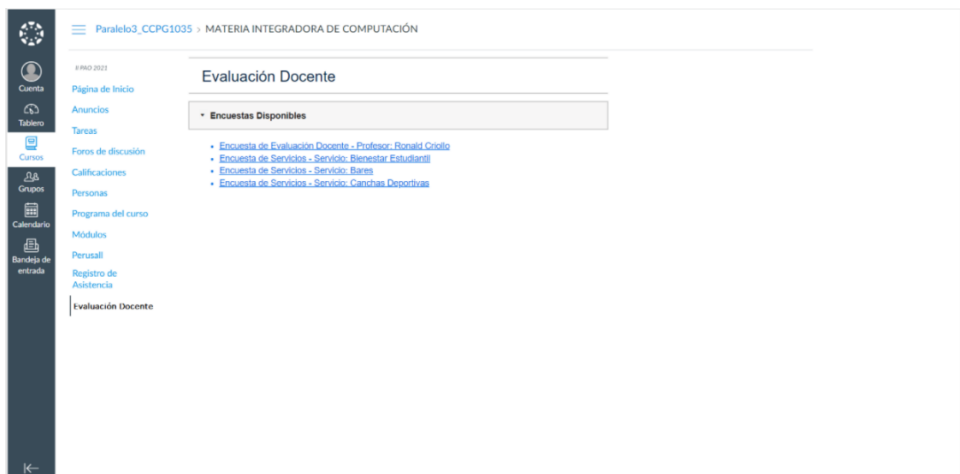 Paralelo3_CCPG1035 > MATERIA INTEGRADORA DE COMPUTACIÓN
Cuenta
Tablero
Cursos
Grupos
Calendario
Bandeja de
entrada
II PAO 2021
Página de Inicio
Anuncios
Tareas
Foros de discusión
Calificaciones
Personas
Programa del curso
Módulos
Perusall
Registro de
Asistencia
Evaluación Docente
Evaluación Docente
Encuestas Disponibles
Encuesta de Evaluación Docente - Profesor: Ronald Criollo
Encuesta de Servicios - Servicio: Bienestar Estudiantil
Encuesta de Servicios - Servicio: Bares
Encuesta de Servicios - Servicio: Canchas Deportivas